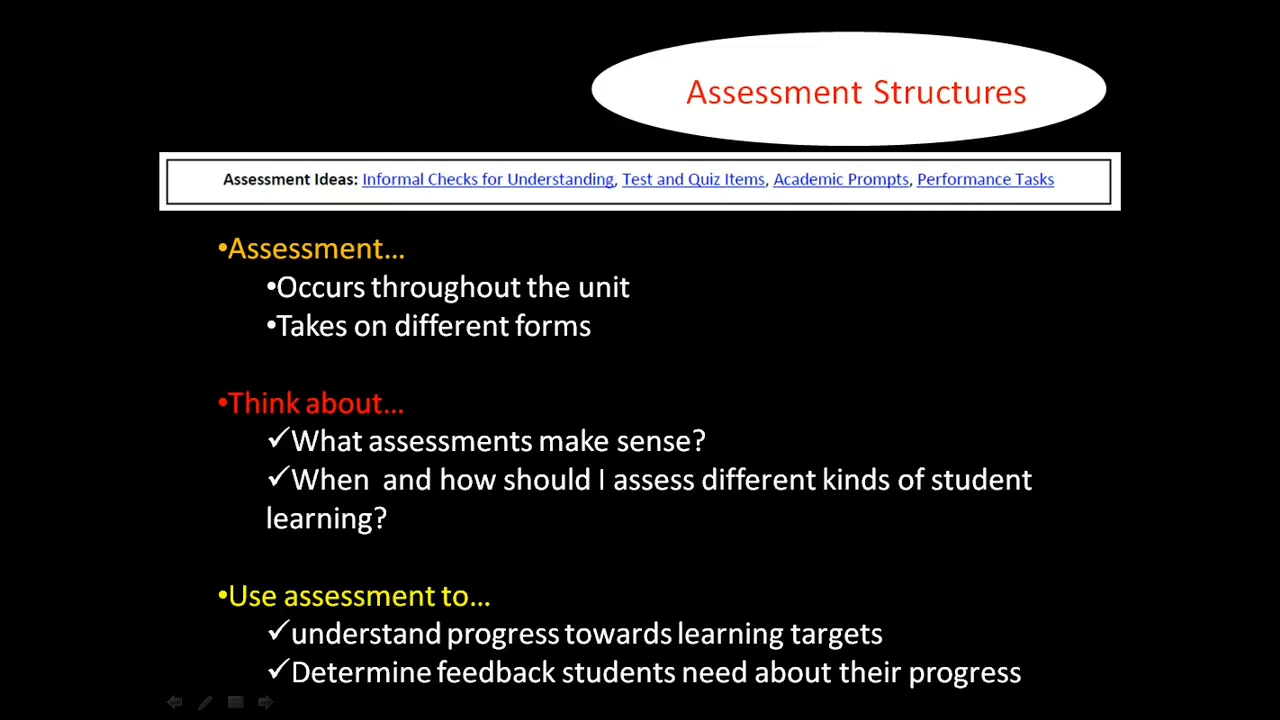 Assessment Structures
Assessment Ideas: Informal Checks for Understanding, Test and Quiz Items, Academic Prompts, Performance Tasks
•Assessment…
•Occurs throughout the unit
•Takes on different forms
•Think about…
✓What assessments make sense?
✓When  and how should I assess different kinds of student
learning?
•Use assessment to…
✓understand progress towards learning targets
✓Determine feedback students need about their progress